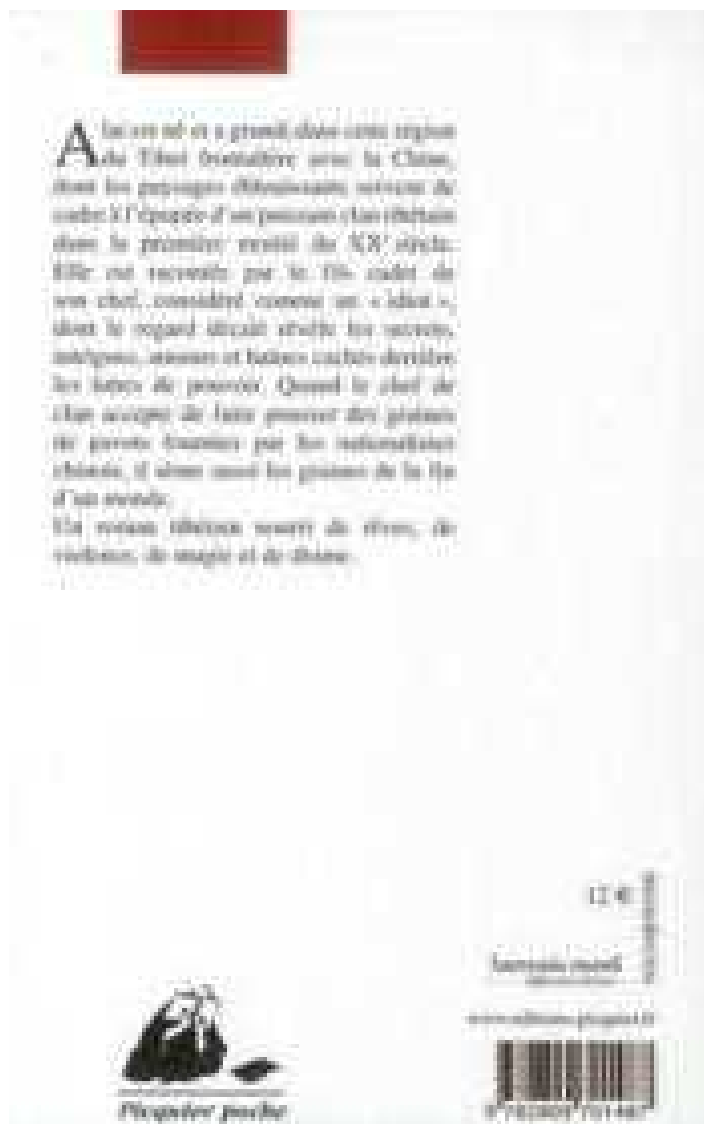 Alai est né et a grandi dans cette région
du Tibet frontalière avec la Chine,
dont les paysages éblouissants servent de
cadre à l'épopée d'un puissant clan tibétain
dans la première moitié du XXe siècle.
Elle est racontée par le fils cadet de
son chef, considéré comme un « idiot »,
dont le regard décalé révèle les secrets,
intrigues, amours et haines cachés derrière
les luttes de pouvoir. Quand le chef de
clan accepte de faire pousser des graines
de pavots fournies par les nationalistes
chinois, il sème aussi les graines de la fin
d'un monde.
Un roman tibétain nourri de rêves, de
violence, de magie et de drame.
12 €
harmonia mundi
www.editions-picquier.fr
Picquier poche